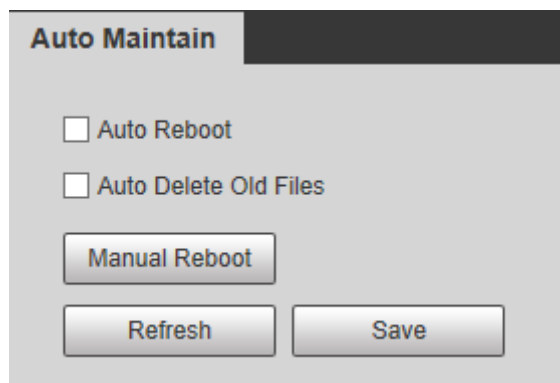 Auto Maintain
Auto Reboot
Auto Delete Old Files
Manual Reboot
Refresh Save